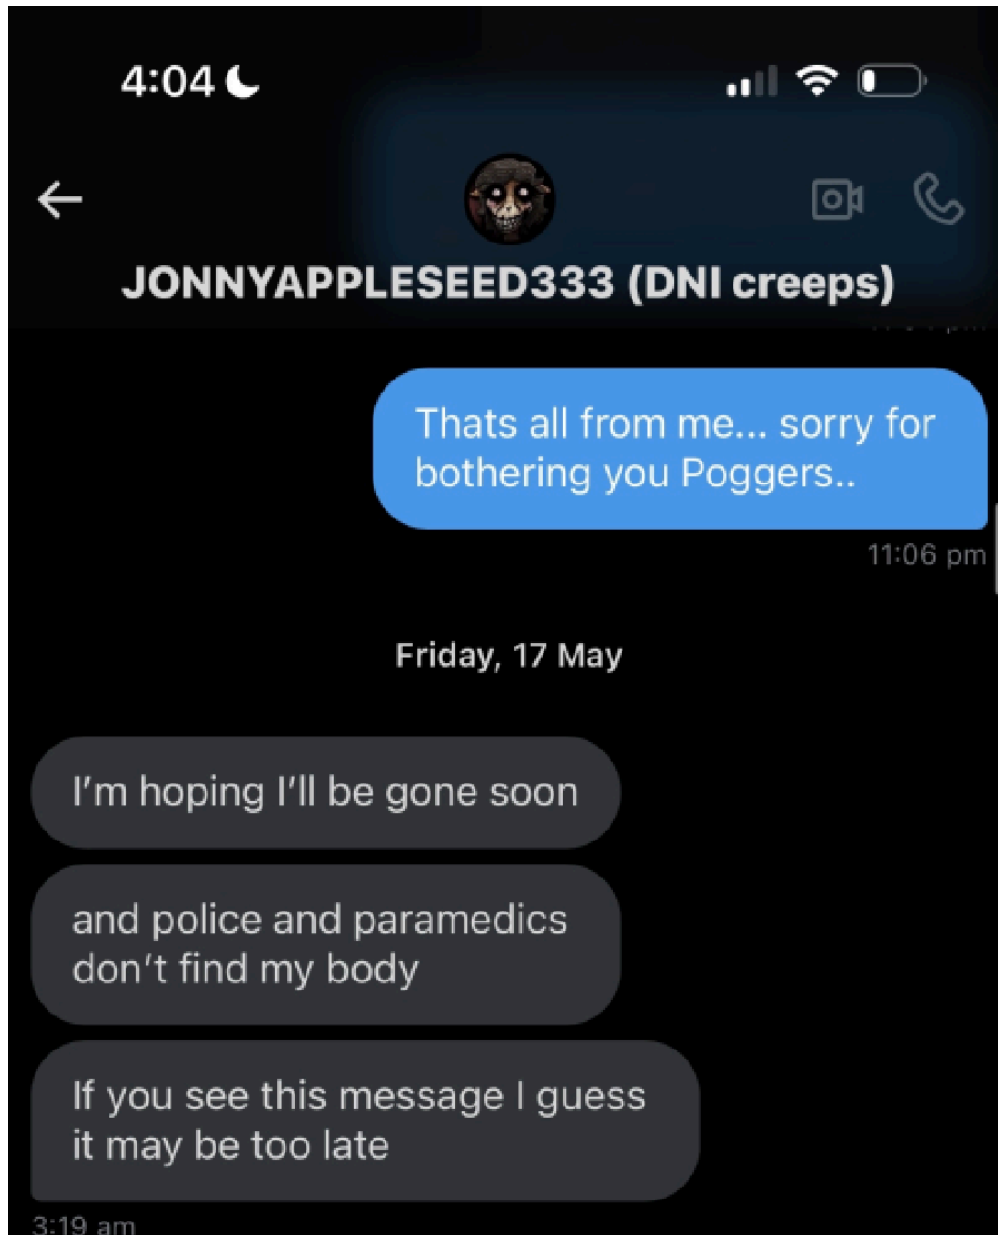 4:04
JONNYAPPLESEED333 (DNI creeps)
Thats all from me... sorry for
bothering you Poggers..
11:06 pm
Friday, 17 May
I'm hoping I'll be gone soon
and police and paramedics
don't find my body
If you see this message I guess
it may be too late
3:19 am